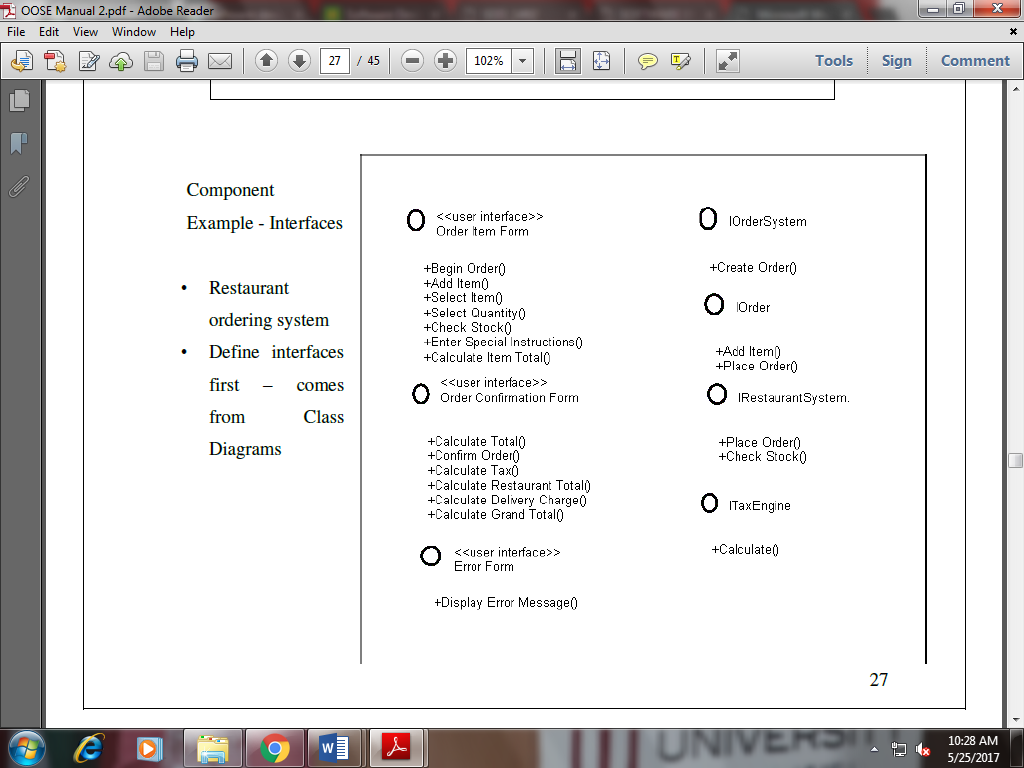 OOSE Manual 2.pdf - Adobe Reader
File Edit View Window Help
27 / 45 102% Tools Sign Comment
Component
Example - Interfaces
• Restaurant
ordering system
• Define interfaces
first – comes
from Class
Diagrams
<<user interface>>
Order Item Form
+Begin Order()
+Add Item()
+Select Item()
+Select Quantity()
+Check Stock()
+Enter Special Instructions()
+Calculate Item Total()
<<user interface>>
Order Confirmation Form
+Calculate Total()
+Confirm Order()
+Calculate Tax()
+Calculate Restaurant Total()
+Calculate Delivery Charge()
+Calculate Grand Total()
<<user interface>>
Error Form
+Display Error Message()
IOrderSystem
+Create Order()
IOrder
+Add Item()
+Place Order()
IRestaurantSystem.
+Place Order()
+Check Stock()
ITaxEngine
+Calculate()
27
10:28 AM
5/25/2017